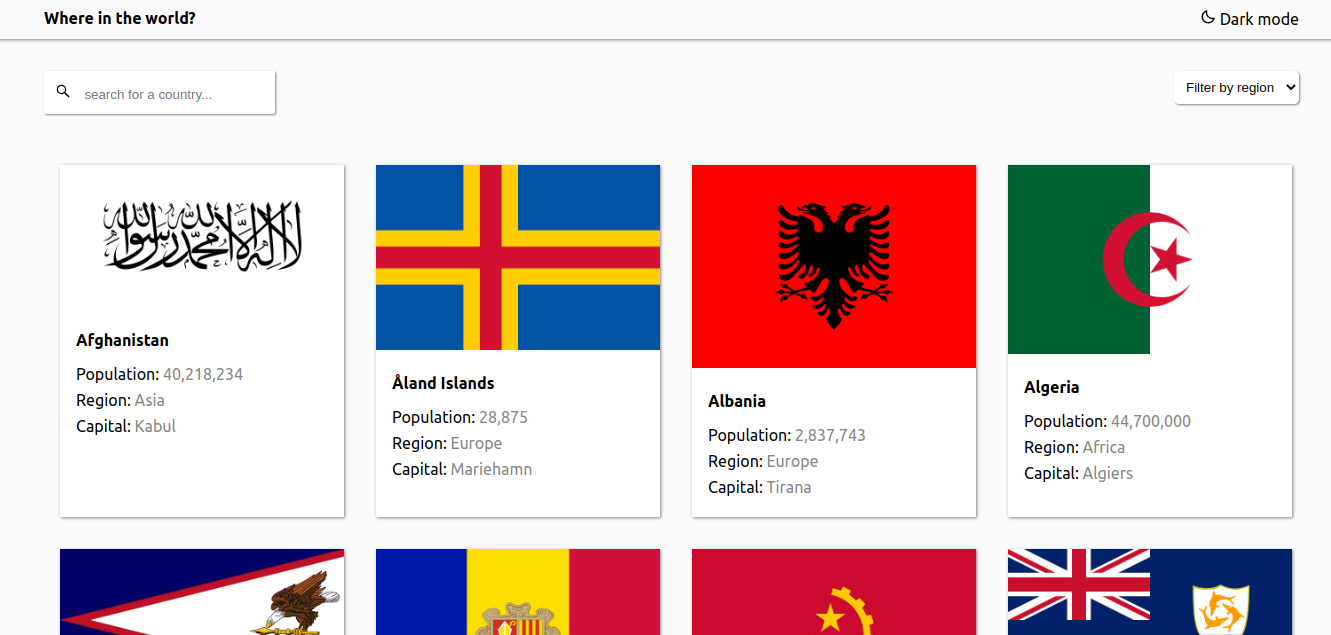 Where in the world?
Dark mode
search for a country...
Filter by region
لا إله إلا الله محمد رسول الله
Afghanistan
Population: 40,218,234
Region: Asia
Capital: Kabul
Åland Islands
Population: 28,875
Region: Europe
Capital: Mariehamn
Albania
Population: 2,837,743
Region: Europe
Capital: Tirana
Algeria
Population: 44,700,000
Region: Africa
Capital: Algiers